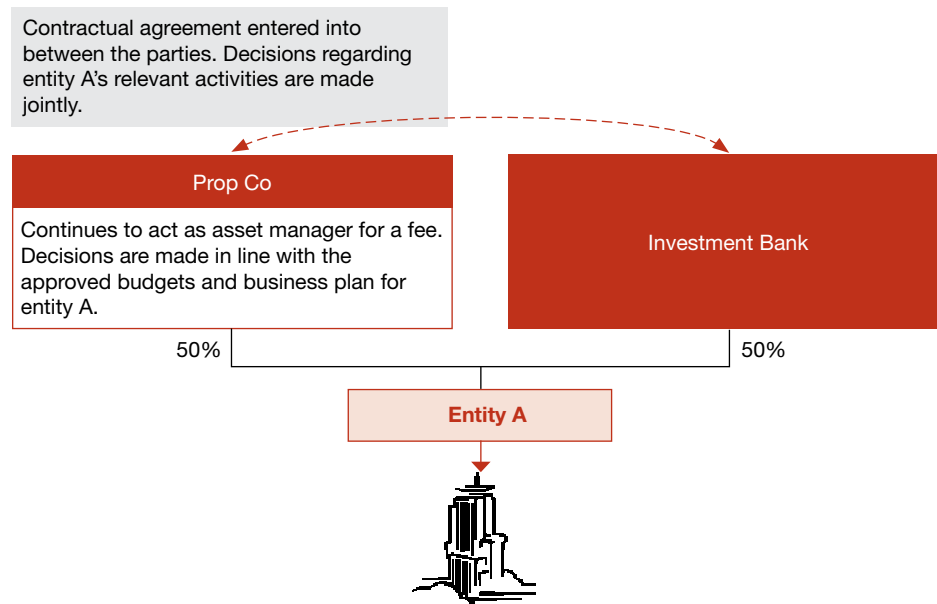 Contractual agreement entered into
between the parties. Decisions regarding
entity A’s relevant activities are made
jointly.
Prop Co
Continues to act as asset manager for a fee.
Decisions are made in line with the
approved budgets and business plan for
entity A.
Investment Bank
50%
50%
Entity A